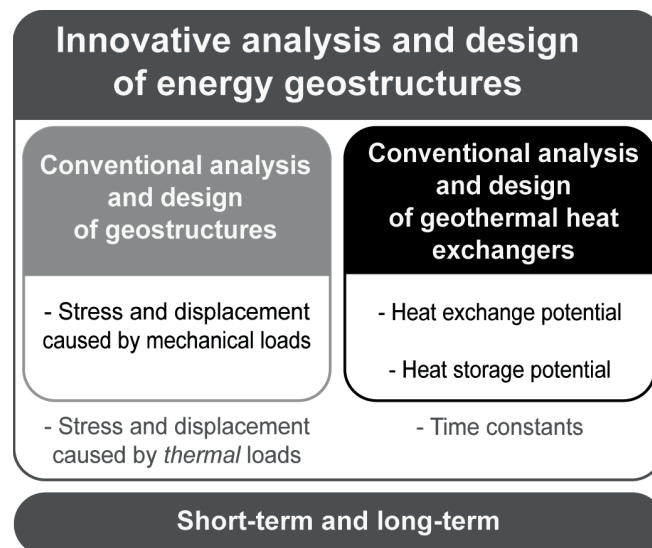 Innovative analysis and design
of energy geostructures
Conventional analysis
and design
of geostructures
- Stress and displacement
caused by mechanical loads
- Stress and displacement
caused by thermal loads
Conventional analysis
and design
of geothermal heat
exchangers
- Heat exchange potential
- Heat storage potential
- Time constants
Short-term and long-term